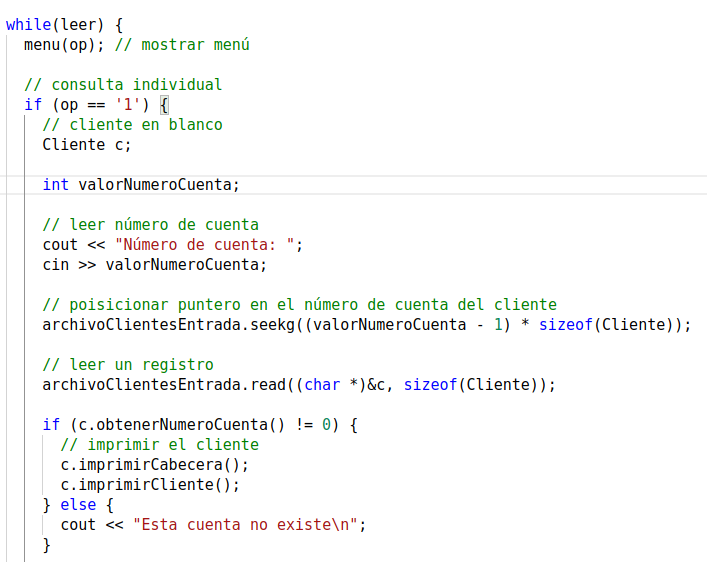 while(leer) {
menu(op); // mostrar menú
// consulta individual
if (op == '1') {
// cliente en blanco
Cliente c;
int valorNumeroCuenta;
// leer número de cuenta
cout << "Número de cuenta: ";
cin >> valorNumeroCuenta;
// poisicionar puntero en el número de cuenta del cliente
archivoClientesEntrada.seekg((valorNumeroCuenta - 1) * sizeof(Cliente));
// leer un registro
archivoClientesEntrada.read((char *)&c, sizeof(Cliente));
if (c.obtenerNumeroCuenta() != 0) {
// imprimir el cliente
c.imprimirCabecera();
c.imprimirCliente();
} else {
cout << "Esta cuenta no existe\n";
}